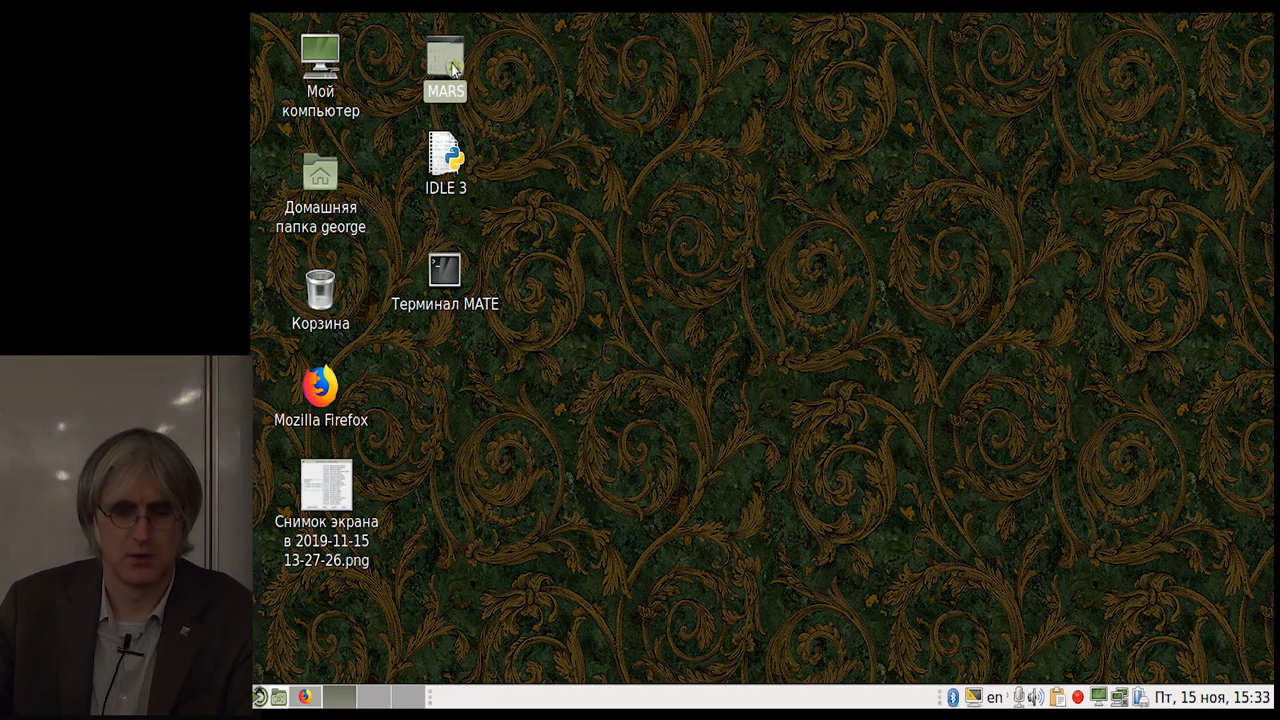 Мой
компьютер
MARS
IDLE 3
Домашняя
папка george
Терминал MATE
Корзина
Mozilla Firefox
Снимок экрана
в 2019-11-15
13-27-26.png
en
Пт, 15 ноя, 15:33